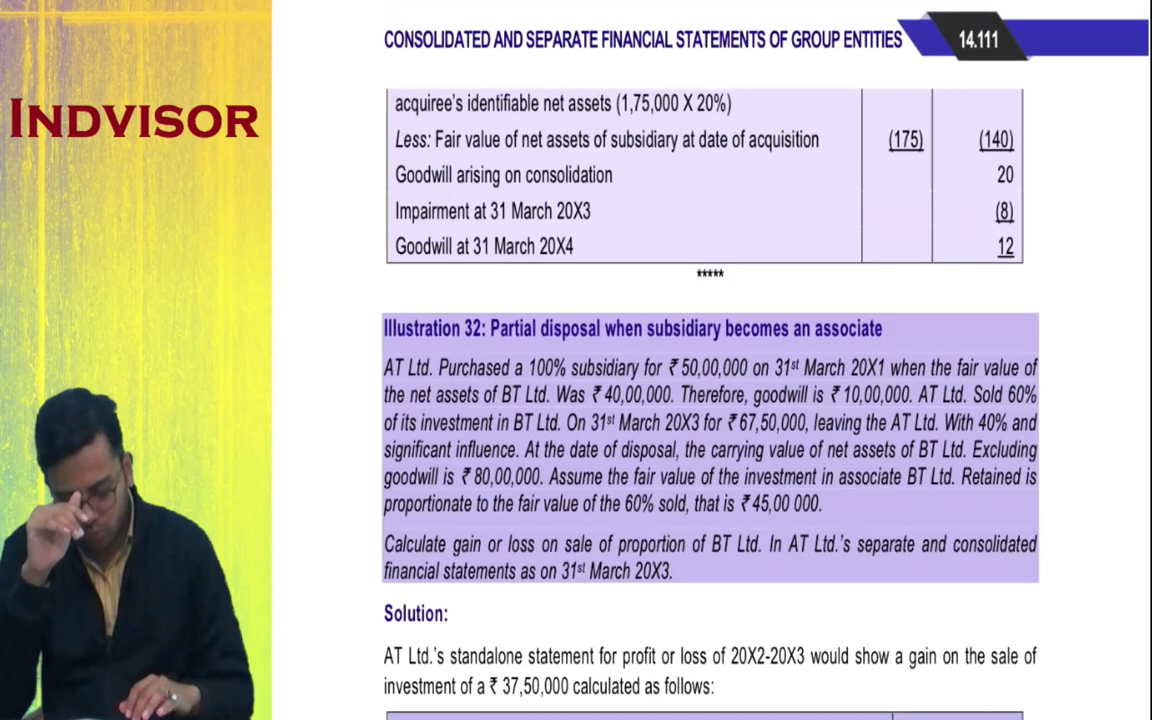 INDVISOR
CONSOLIDATED AND SEPARATE FINANCIAL STATEMENTS OF GROUP ENTITIES 14.111
acquiree's identifiable net assets (1,75,000 X 20%)
Less: Fair value of net assets of subsidiary at date of acquisition (175) (140)
Goodwill arising on consolidation 20
Impairment at 31 March 20X3 (8)
Goodwill at 31 March 20X4 12
*****
Illustration 32: Partial disposal when subsidiary becomes an associate
AT Ltd. Purchased a 100% subsidiary for ₹ 50,00,000 on 31st March 20X1 when the fair value of
the net assets of BT Ltd. Was ₹ 40,00,000. Therefore, goodwill is ₹ 10,00,000. AT Ltd. Sold 60%
of its investment in BT Ltd. On 31st March 20X3 for ₹ 67,50,000, leaving the AT Ltd. With 40% and
significant influence. At the date of disposal, the carrying value of net assets of BT Ltd. Excluding
goodwill is ₹ 80,00,000. Assume the fair value of the investment in associate BT Ltd. Retained is
proportionate to the fair value of the 60% sold, that is ₹ 45,00 000.
Calculate gain or loss on sale of proportion of BT Ltd. In AT Ltd.'s separate and consolidated
financial statements as on 31st March 20X3.
Solution:
AT Ltd.'s standalone statement for profit or loss of 20X2-20X3 would show a gain on the sale of
investment of a ₹ 37,50,000 calculated as follows: